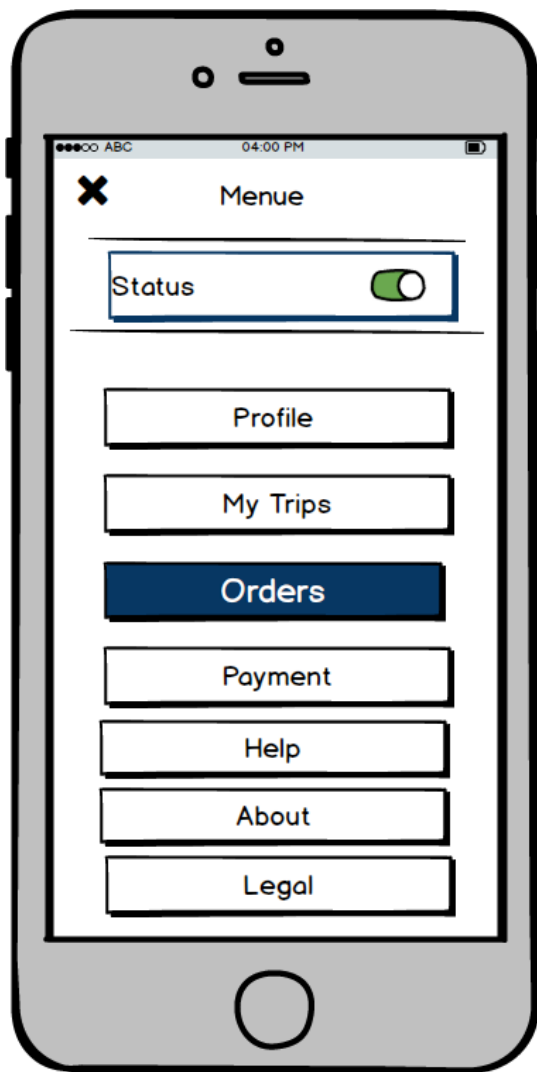 ABC 04:00 PM
Menue
Status
Profile
My Trips
Orders
Payment
Help
About
Legal